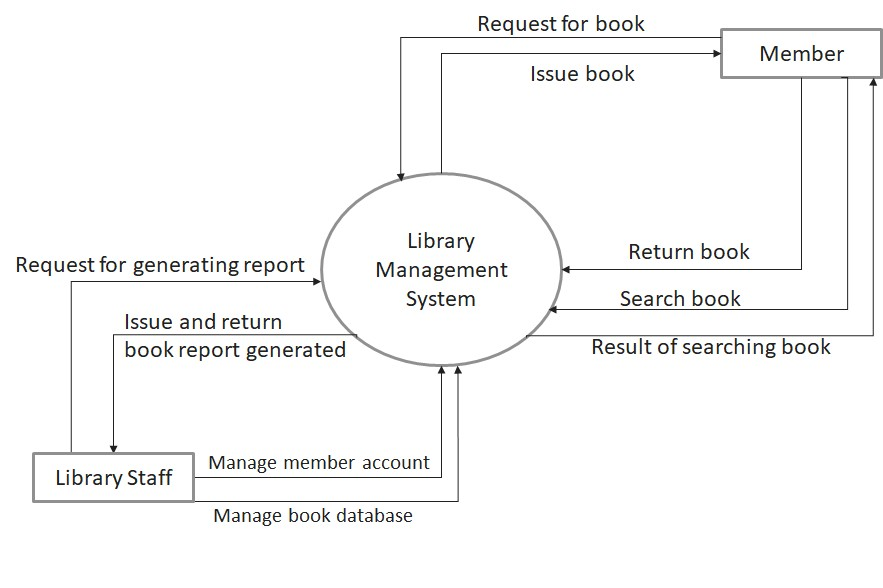 Request for book
Member
Issue book
Library
Management
System
Return book
Request for generating report
Search book
Issue and return
book report generated
Result of searching book
Library Staff
Manage member account
Manage book database